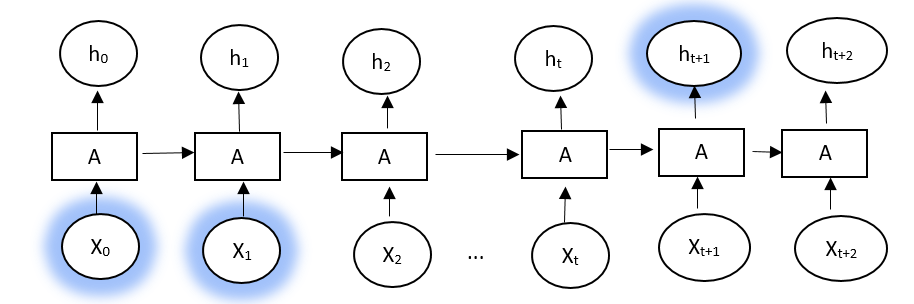 h₀ h₁ h₂ hₜ hₜ₊₁ hₜ₊₂
A A A A A A
X₀ X₁ X₂ ... Xₜ Xₜ₊₁ Xₜ₊₂